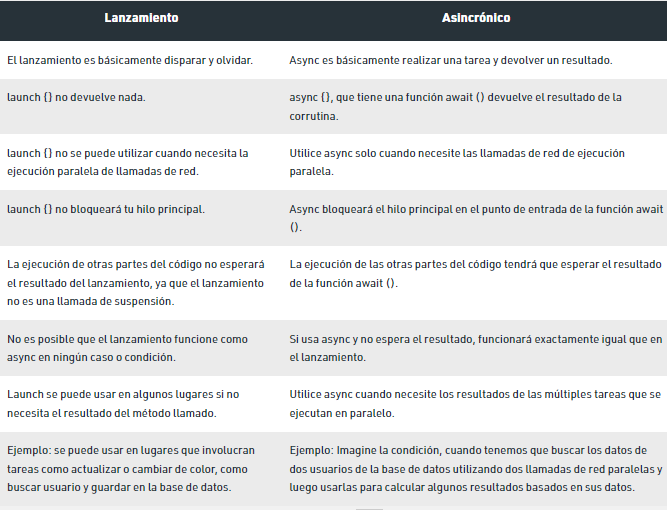 Lanzamiento
Asincrónico
El lanzamiento es básicamente disparar y olvidar.
Async es básicamente realizar una tarea y devolver un resultado.
launch {} no devuelve nada.
async {}, que tiene una función await () devuelve el resultado de la
corrutina.
launch {} no se puede utilizar cuando necesita la
ejecución paralela de llamadas de red.
Utilice async solo cuando necesite las llamadas de red de ejecución
paralela.
launch {} no bloqueará tu hilo principal.
Async bloqueará el hilo principal en el punto de entrada de la función await
().
La ejecución de otras partes del código no esperará
el resultado del lanzamiento, ya que el lanzamiento
no es una llamada de suspensión.
La ejecución de las otras partes del código tendrá que esperar el resultado
de la función await ().
No es posible que el lanzamiento funcione como
async en ningún caso o condición.
Si usa async y no espera el resultado, funcionará exactamente igual que en
el lanzamiento.
Launch se puede usar en algunos lugares si no
necesita el resultado del método llamado.
Utilice async cuando necesite los resultados de las múltiples tareas que se
ejecutan en paralelo.
Ejemplo: se puede usar en lugares que involucran
tareas como actualizar o cambiar de color, como
buscar usuario y guardar en la base de datos.
Ejemplo: Imagine la condición, cuando tenemos que buscar los datos de
dos usuarios de la base de datos utilizando dos llamadas de red paralelas y
luego usarlas para calcular algunos resultados basados en sus datos.